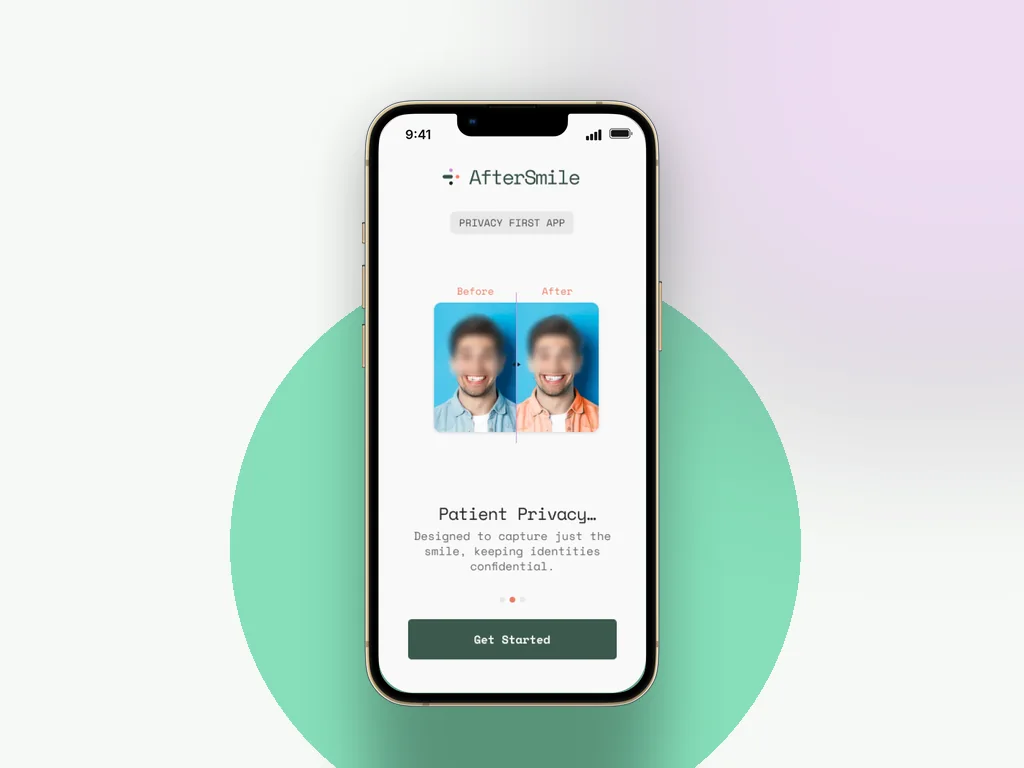 9:41
AfterSmile
PRIVACY FIRST APP
Before After
Patient Privacy…
Designed to capture just the
smile, keeping identities
confidential.
Get Started